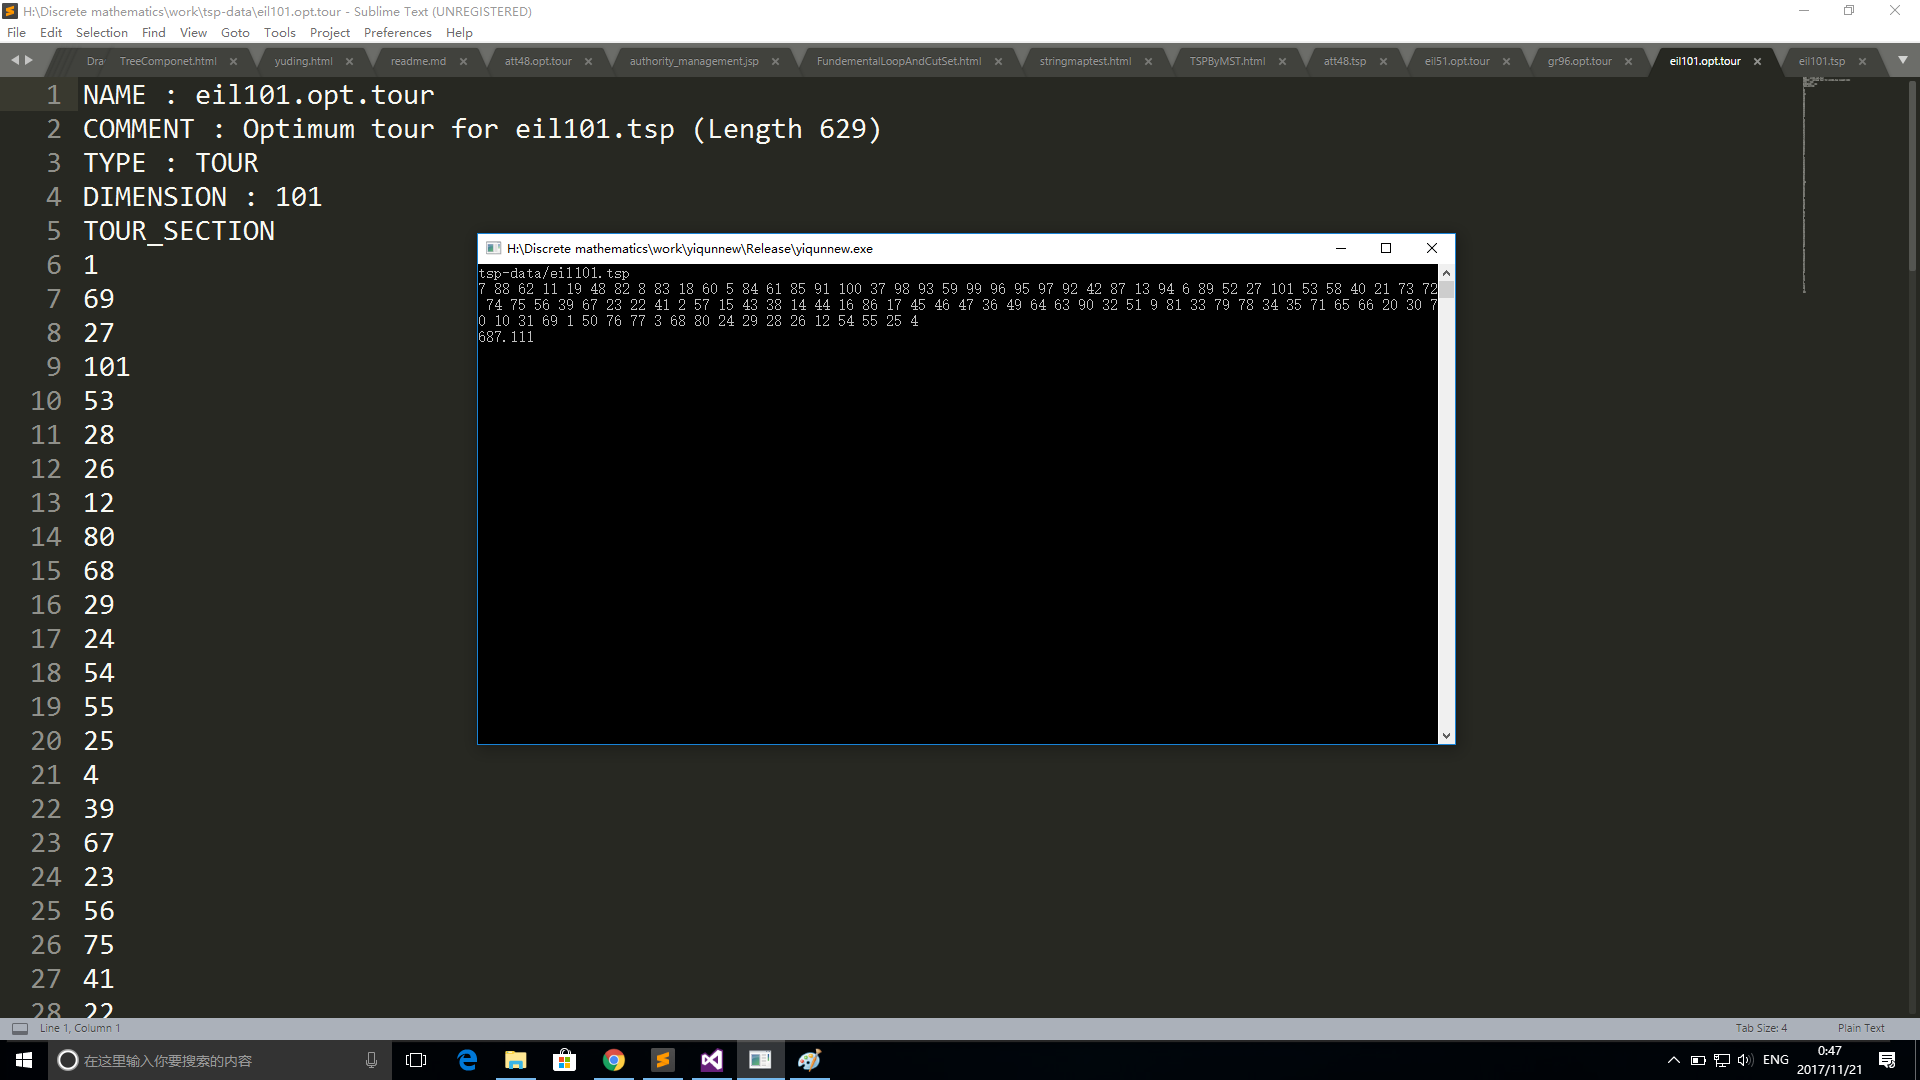 H:\Discrete mathematics\work\tsp-data\eil101.opt.tour - Sublime Text (UNREGISTERED)
File Edit Selection Find View Goto Tools Project Preferences Help
Dra TreeComponet.html yuding.html readme.md att48.opt.tour authority_management.jsp FundementalLoopAndCutSet.html stringmaptest.html TSPByMST.html att48.tsp eil51.opt.tour gr96.opt.tour eil101.opt.tour eil101.tsp
1 NAME : eil101.opt.tour
2 COMMENT : Optimum tour for eil101.tsp (Length 629)
3 TYPE : TOUR
4 DIMENSION : 101
5 TOUR_SECTION
6 1
7 69
8 27
9 101
10 53
11 28
12 26
13 12
14 80
15 68
16 29
17 24
18 54
19 55
20 25
21 4
22 39
23 67
24 23
25 56
26 75
27 41
28 22
H:\Discrete mathematics\work\yiqunnew\Release\yiqunnew.exe
tsp-data/eil101.tsp
7 88 62 11 19 48 82 8 83 18 60 5 84 61 85 91 100 37 98 93 59 99 96 95 97 92 42 87 13 94 6 89 52 27 101 53 58 40 21 73 72
74 75 56 39 67 23 22 41 2 57 15 43 38 14 44 16 86 17 45 46 47 36 49 64 63 90 32 51 9 81 33 79 78 34 35 71 65 66 20 30 7
0 10 31 69 1 50 76 77 3 68 80 24 29 28 26 12 54 55 25 4
687.111
Line 1, Column 1
Tab Size: 4
Plain Text
在这里输入你要搜索的内容
ENG
0:47
2017/11/21